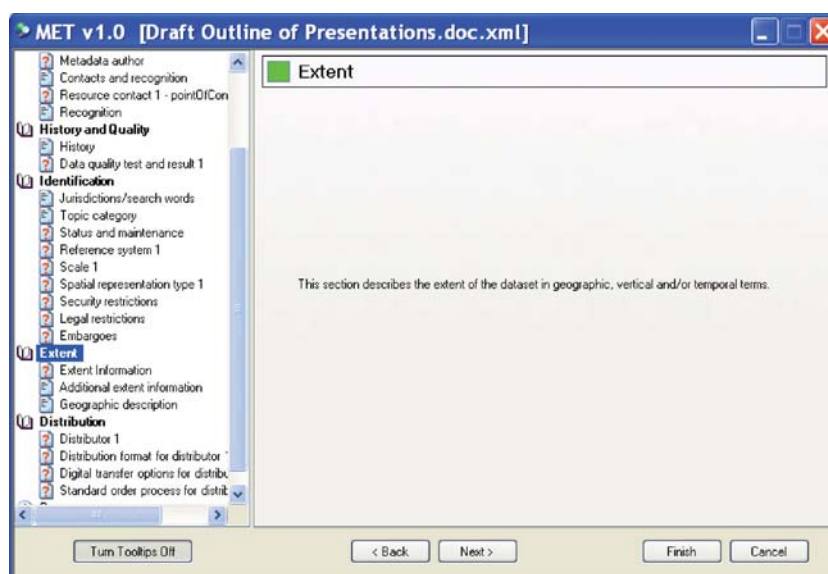 MET v1.0 [Draft Outline of Presentations.doc.xml]
Metadata author
Contacts and recognition
Resource contact 1 - pointOfCon
Recognition
History and Quality
History
Data quality test and result 1
Identification
Jurisdictions/search words
Topic category
Status and maintenance
Reference system 1
Scale 1
Spatial representation type 1
Security restrictions
Legal restrictions
Embargoes
Extent
Extent Information
Additional extent information
Geographic description
Distribution
Distributor 1
Distribution format for distributor
Digital transfer options for distribu
Standard order process for distrib
Extent
This section describes the extent of the dataset in geographic, vertical and/or temporal terms.
Turn Tooltips Off
< Back
Next >
Finish
Cancel